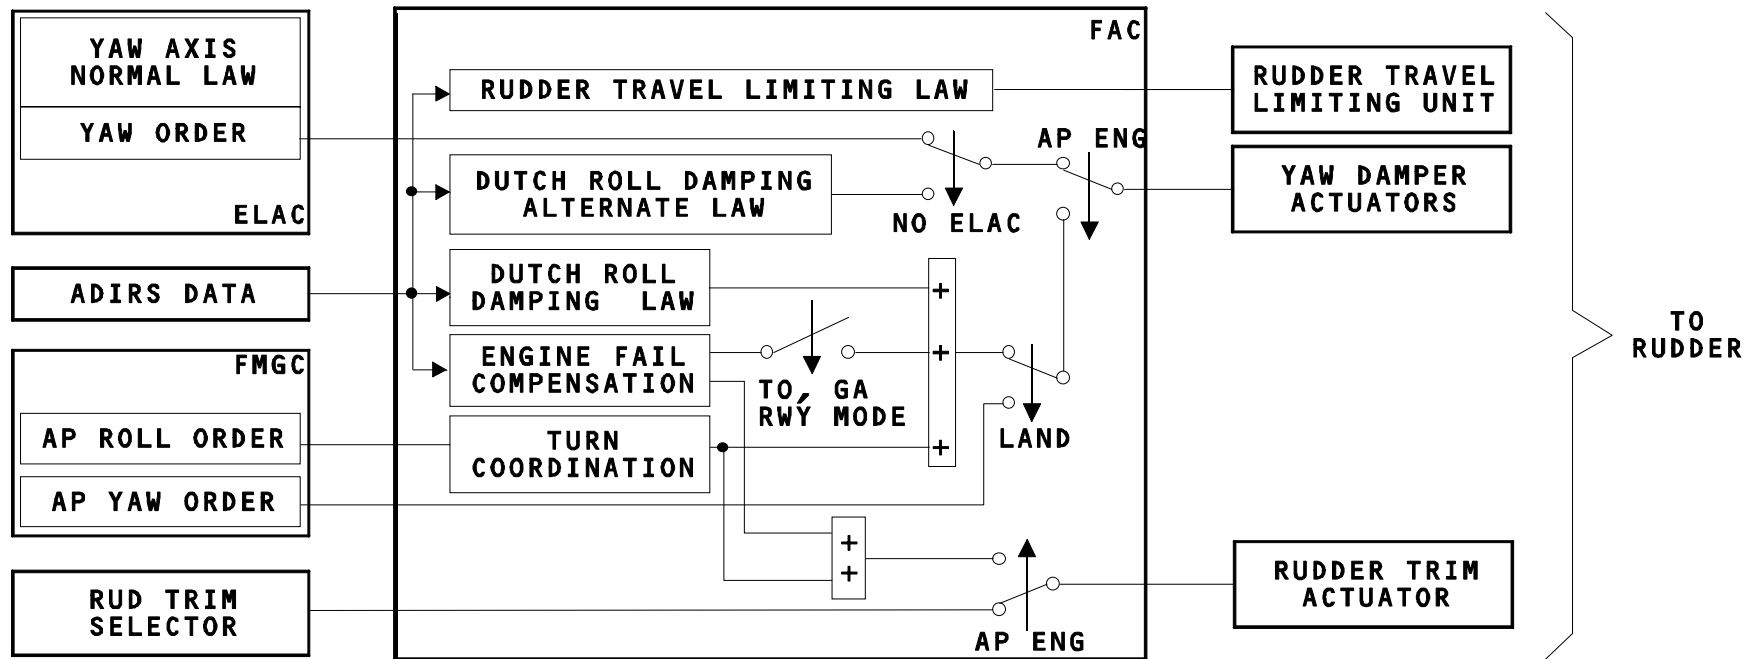 YAW AXIS
NORMAL LAW
YAW ORDER
ELAC
ADIRS DATA
FMGC
AP ROLL ORDER
AP YAW ORDER
RUD TRIM
SELECTOR
FAC
RUDDER TRAVEL LIMITING LAW
AP ENG
DUTCH ROLL DAMPING
ALTERNATE LAW
NO ELAC
DUTCH ROLL
DAMPING LAW
+
ENGINE FAIL
COMPENSATION
+
TO, GA
RWY MODE
TURN
COORDINATION
+
LAND
+
+
AP ENG
RUDDER TRAVEL
LIMITING UNIT
YAW DAMPER
ACTUATORS
RUDDER TRIM
ACTUATOR
TO
RUDDER